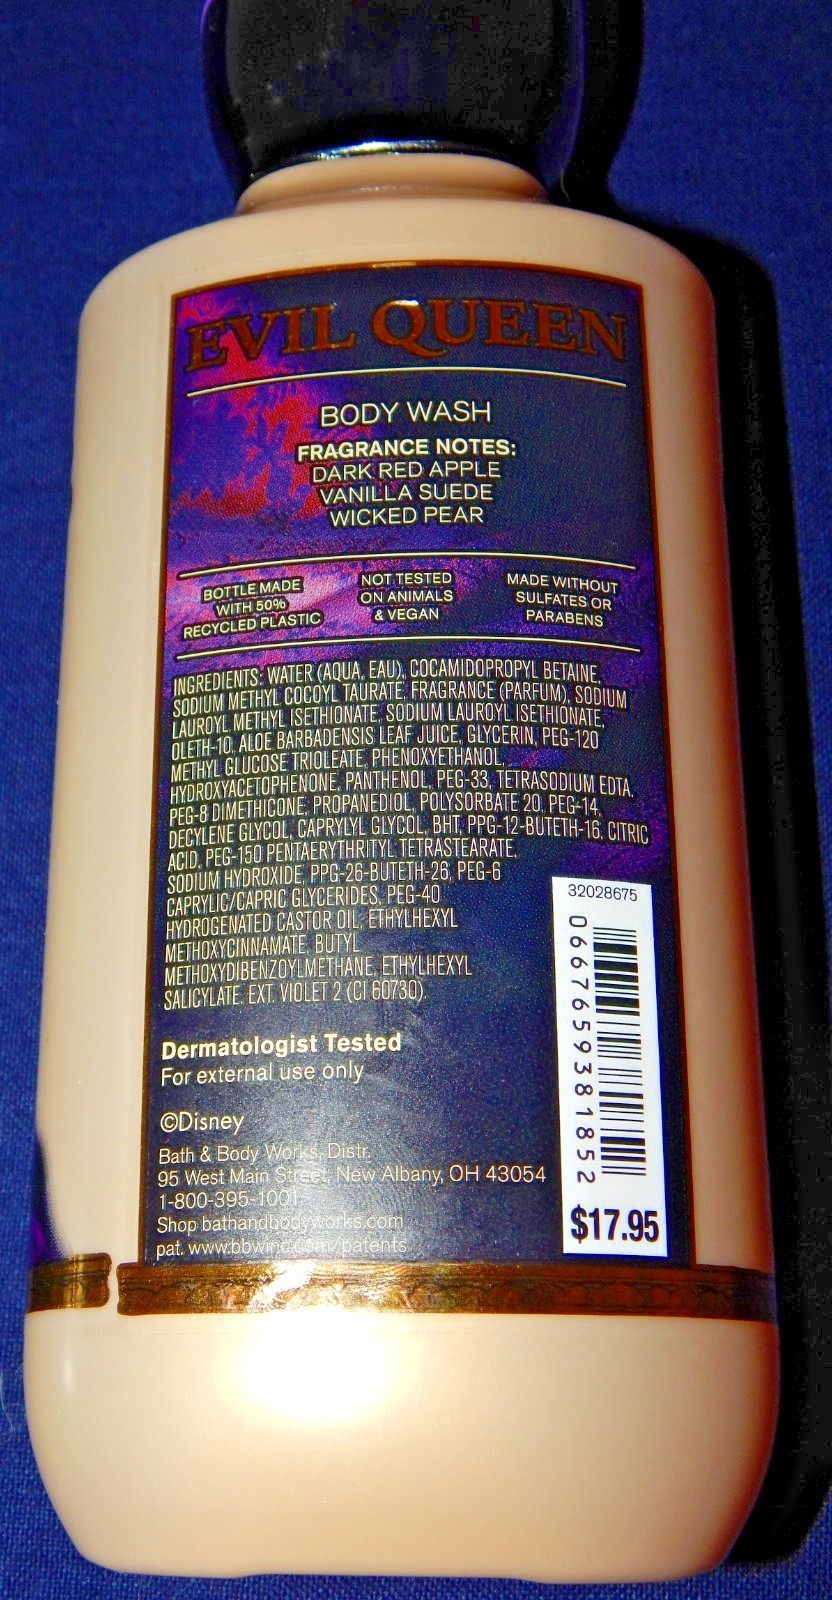 EVIL QUEEN
BODY WASH
FRAGRANCE NOTES:
DARK RED APPLE
VANILLA SUEDE
WICKED PEAR
BOTTLE MADE
WITH 50%
RECYCLED PLASTIC
NOT TESTED
ON ANIMALS
& VEGAN
MADE WITHOUT
SULFATES OR
PARABENS
INGREDIENTS: WATER (AQUA, EAU), COCAMIDOPROPYL BETAINE,
SODIUM METHYL COCOYL TAURATE, FRAGRANCE (PARFUM), SODIUM
LAUROYL METHYL ISETHIONATE, SODIUM LAUROYL ISETHIONATE,
OLETH-10, ALOE BARBADENSIS LEAF JUICE, GLYCERIN, PEG-120
METHYL GLUCOSE TRIOLEATE, PHENOXYETHANOL,
HYDROXYACETOPHENONE, PANTHENOL, PEG-33, TETRASODIUM EDTA,
PEG-8 DIMETHICONE, PROPANEDIOL, POLYSORBATE 20, PEG-14,
DECYLENE GLYCOL, CAPRYLYL GLYCOL, BHT, PPG-12-BUTETH-16, CITRIC
ACID, PEG-150 PENTAERYTHRITYL TETRASTEARATE,
SODIUM HYDROXIDE, PPG-26-BUTETH-26, PEG-6
CAPRYLIC/CAPRIC GLYCERIDES, PEG-40
HYDROGENATED CASTOR OIL, ETHYLHEXYL
METHOXYCINNAMATE, BUTYL
METHOXYDIBENZOYLMETHANE, ETHYLHEXYL
SALICYLATE, EXT. VIOLET 2 (CI 60730).
Dermatologist Tested
For external use only
©Disney
Bath & Body Works, Distr.
95 West Main Street, New Albany, OH 43054
1-800-395-1001
Shop bathandbodyworks.com
pat. www.bbwinc.com/patents
32028675
0667659381852
$17.95